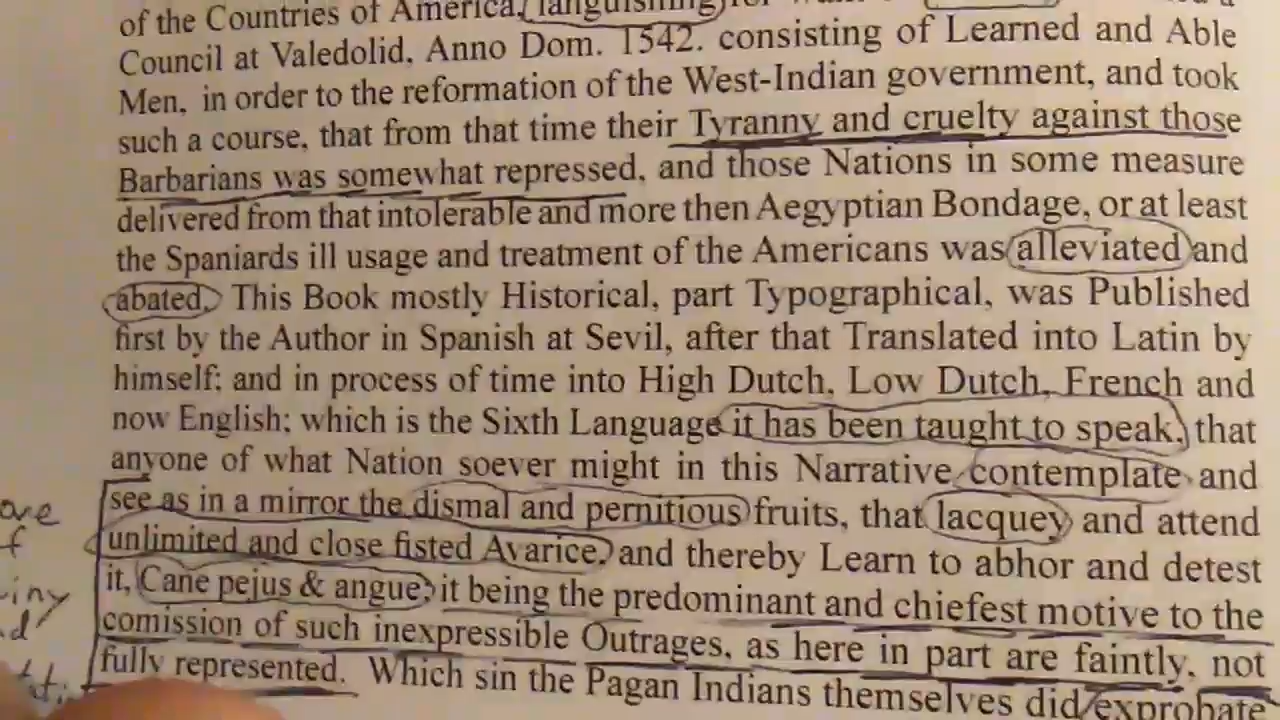 of the Countries of America, languishing for
Council at Valedolid, Anno Dom. 1542. consisting of Learned and Able
Men, in order to the reformation of the West-Indian government, and took
such a course, that from that time their Tyranny and cruelty against those
Barbarians was somewhat repressed, and those Nations in some measure
delivered from that intolerable and more then Aegyptian Bondage, or at least
the Spaniards ill usage and treatment of the Americans was alleviated and
abated. This Book mostly Historical, part Typographical, was Published
first by the Author in Spanish at Sevil, after that Translated into Latin by
himself; and in process of time into High Dutch, Low Dutch, French and
now English; which is the Sixth Language it has been taught to speak, that
anyone of what Nation soever might in this Narrative contemplate and
see as in a mirror the dismal and pernitious fruits, that lacquey and attend
unlimited and close fisted Avarice, and thereby Learn to abhor and detest
it, Cane pejus & angue; it being the predominant and chiefest motive to the
comission of such inexpressible Outrages, as here in part are faintly, not
fully represented. Which sin the Pagan Indians themselves did exprobate